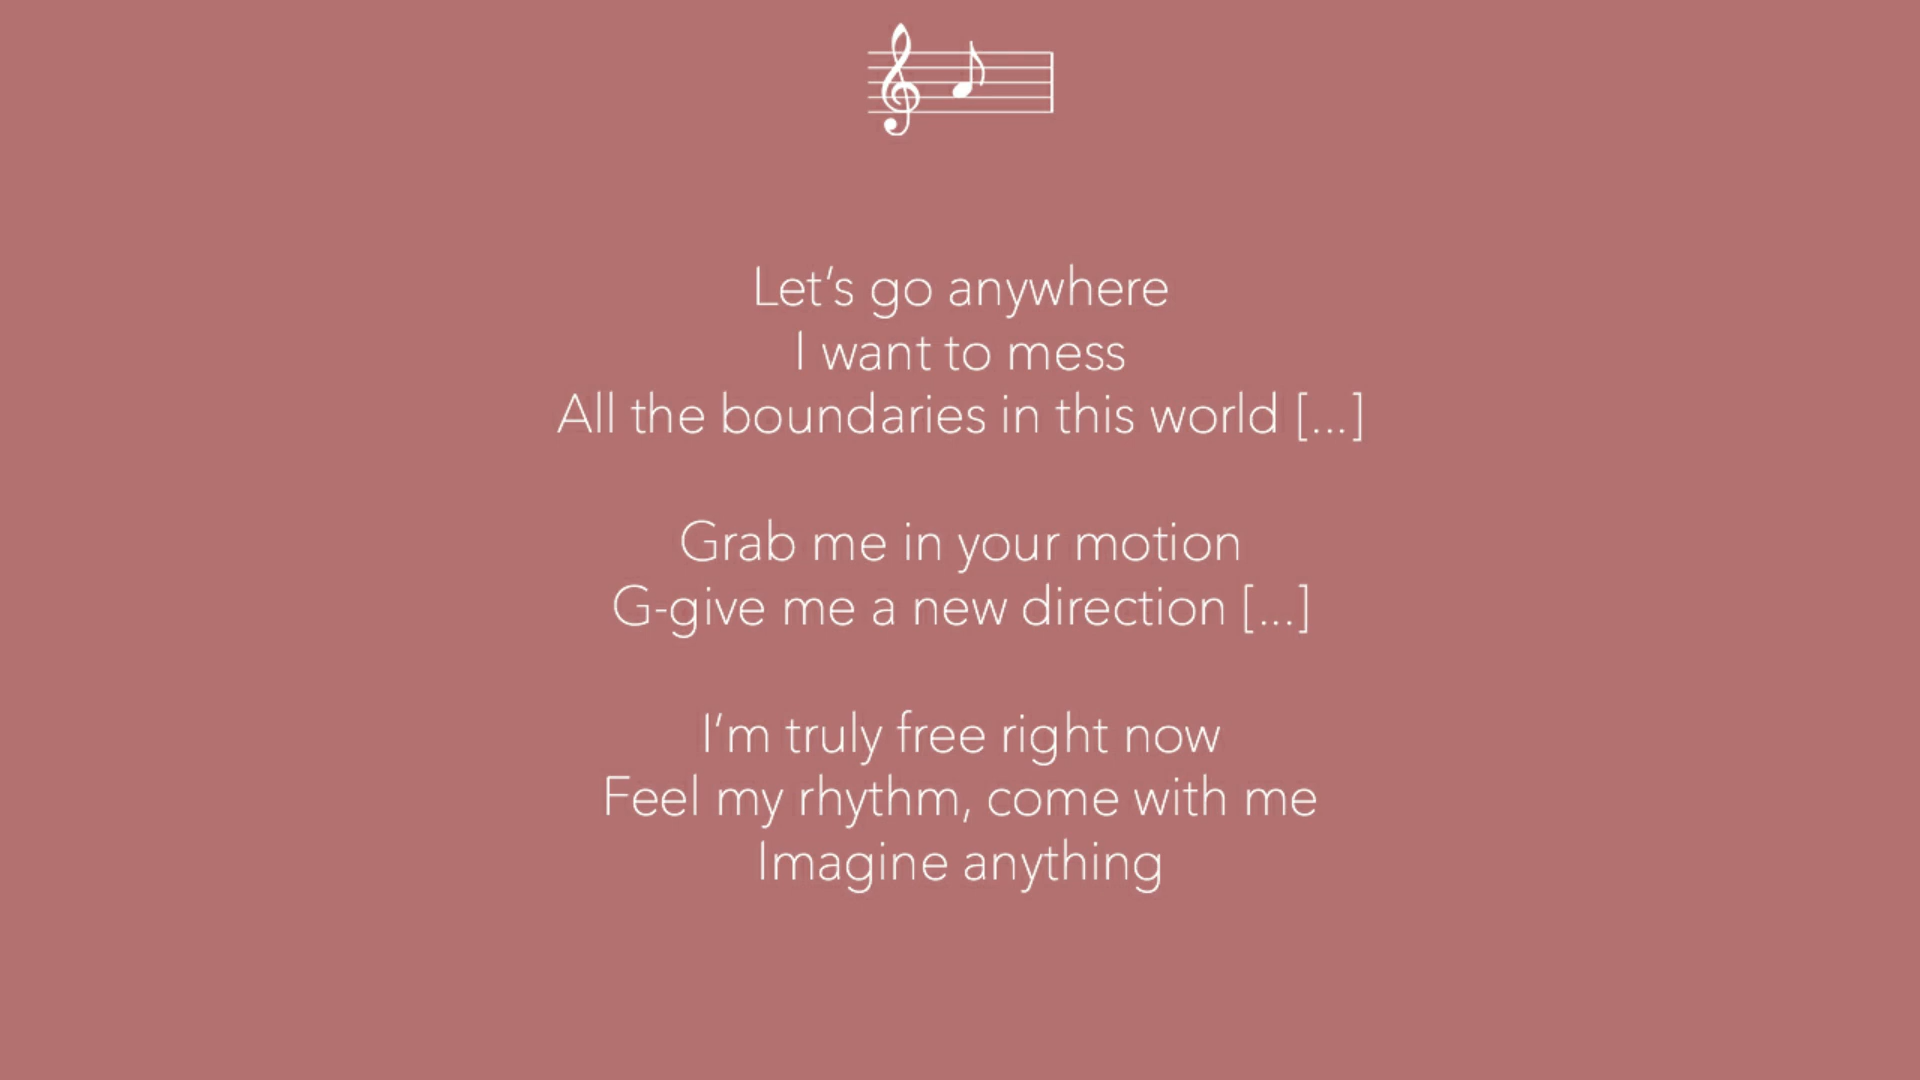 Let's go anywhere
I want to mess
All the boundaries in this world [...]
Grab me in your motion
G-give me a new direction [...]
I'm truly free right now
Feel my rhythm, come with me
Imagine anything